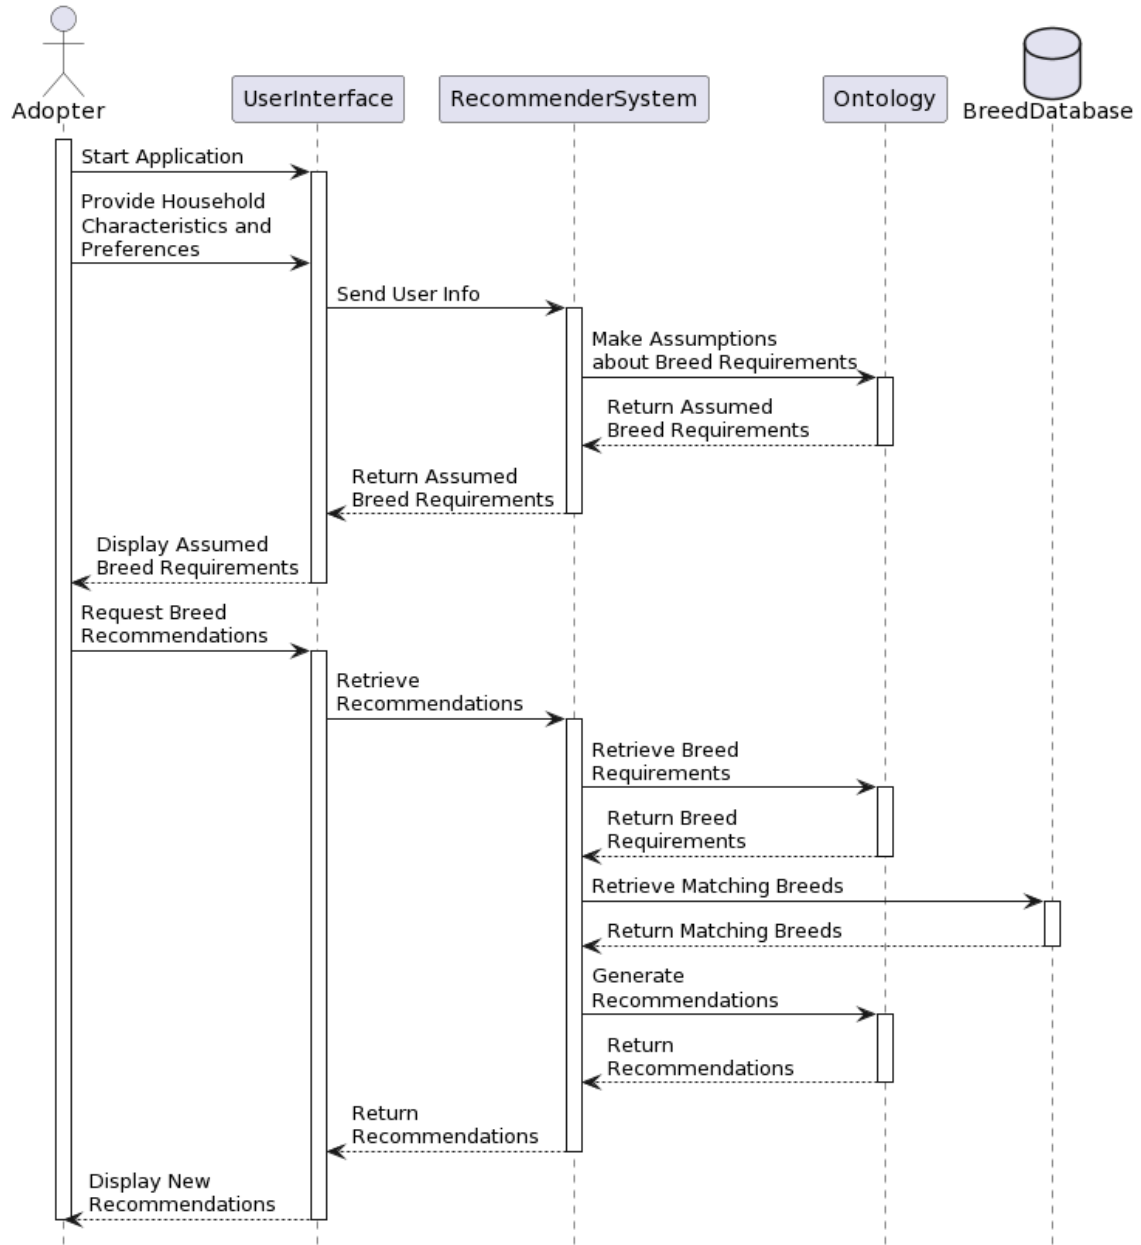 Adopter
UserInterface
RecommenderSystem
Ontology
BreedDatabase
Start Application
Provide Household
Characteristics and
Preferences
Send User Info
Make Assumptions
about Breed Requirements
Return Assumed
Breed Requirements
Return Assumed
Breed Requirements
Display Assumed
Breed Requirements
Request Breed
Recommendations
Retrieve
Recommendations
Retrieve Breed
Requirements
Return Breed
Requirements
Retrieve Matching Breeds
Return Matching Breeds
Generate
Recommendations
Return
Recommendations
Return
Recommendations
Display New
Recommendations